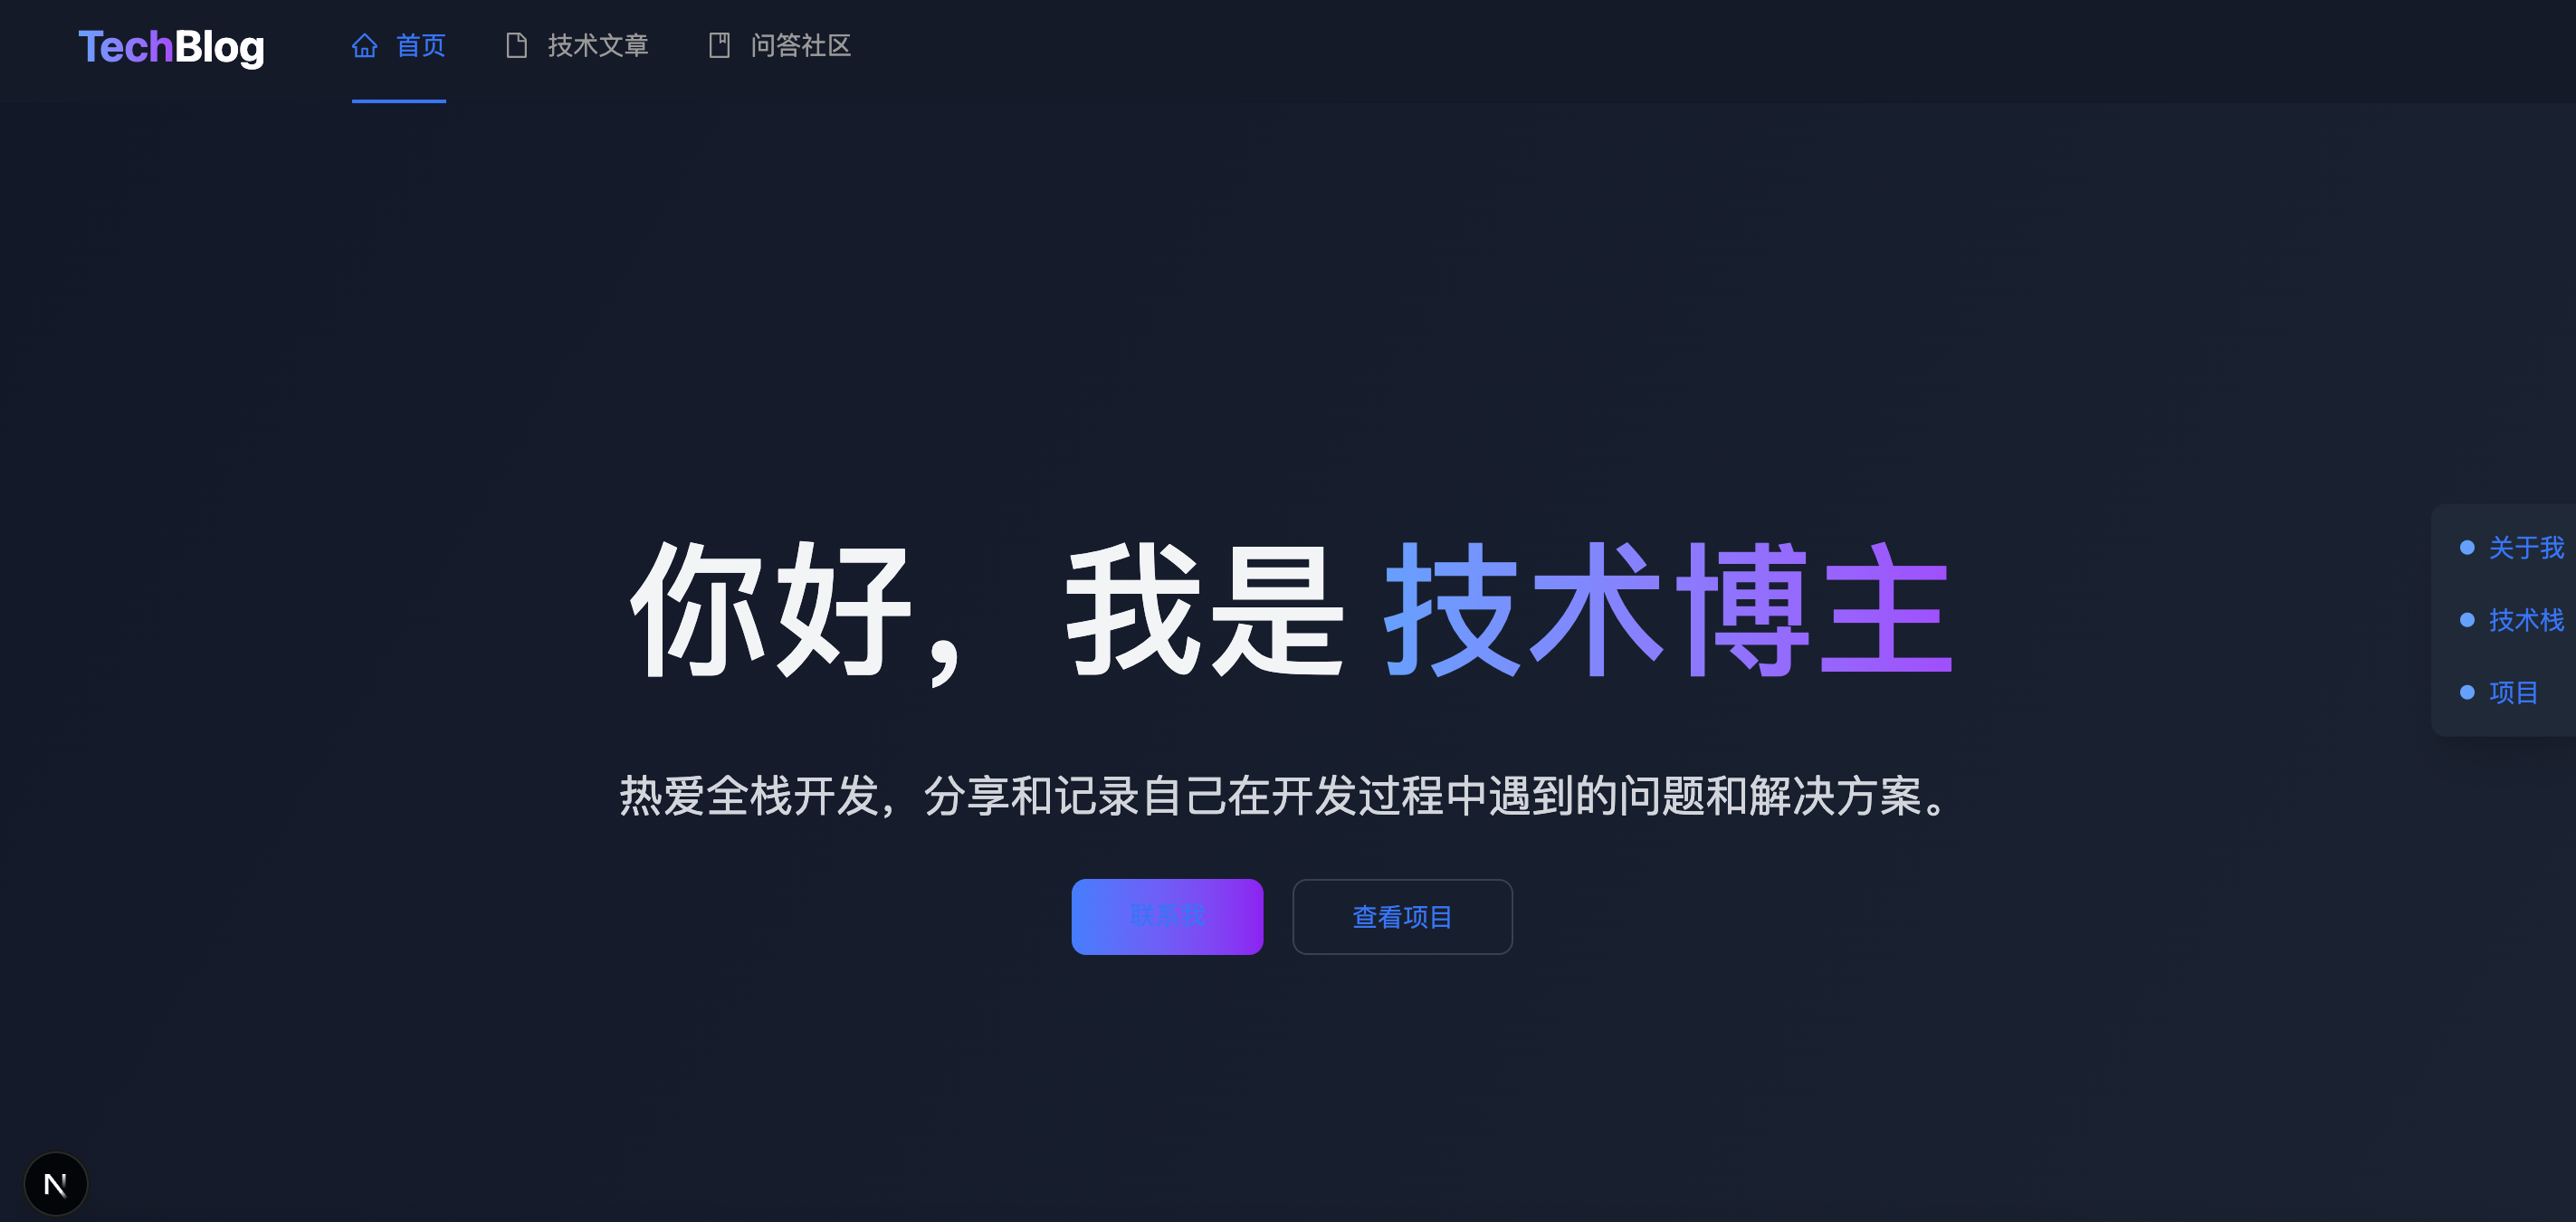 TechBlog
首页
技术文章
问答社区
你好，我是 技术博主
热爱全栈开发，分享和记录自己在开发过程中遇到的问题和解决方案。
联系我
查看项目
关于我
技术栈
项目
N